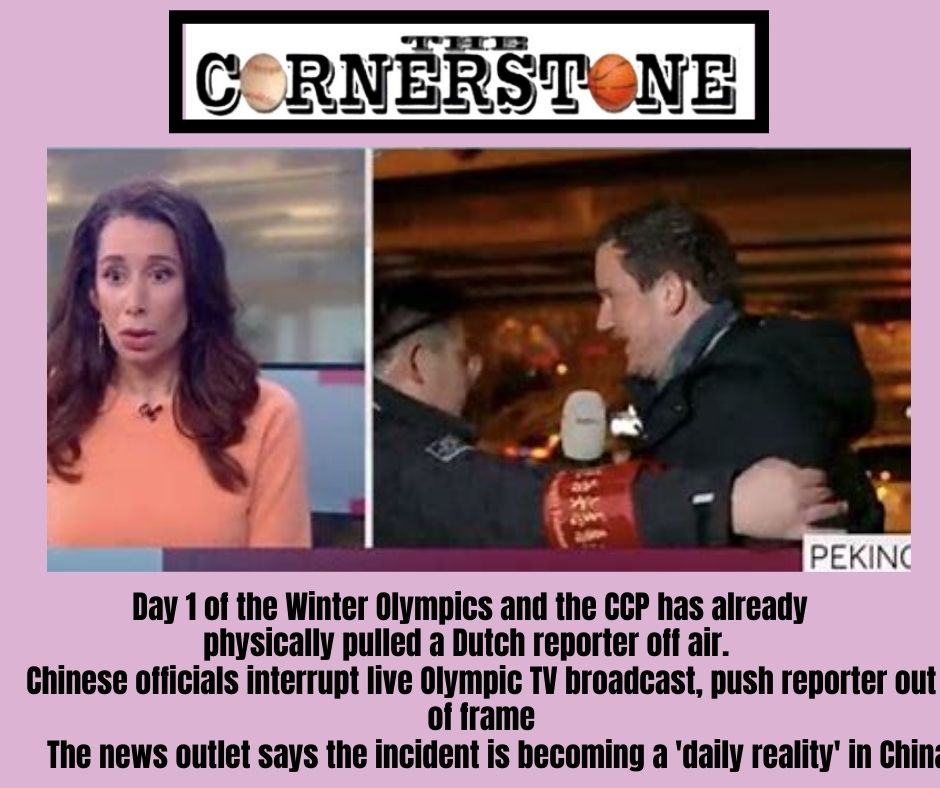 THE
CORNERSTONE
PEKING
Day 1 of the Winter Olympics and the CCP has already
physically pulled a Dutch reporter off air.
Chinese officials interrupt live Olympic TV broadcast, push reporter out
of frame
The news outlet says the incident is becoming a 'daily reality' in China